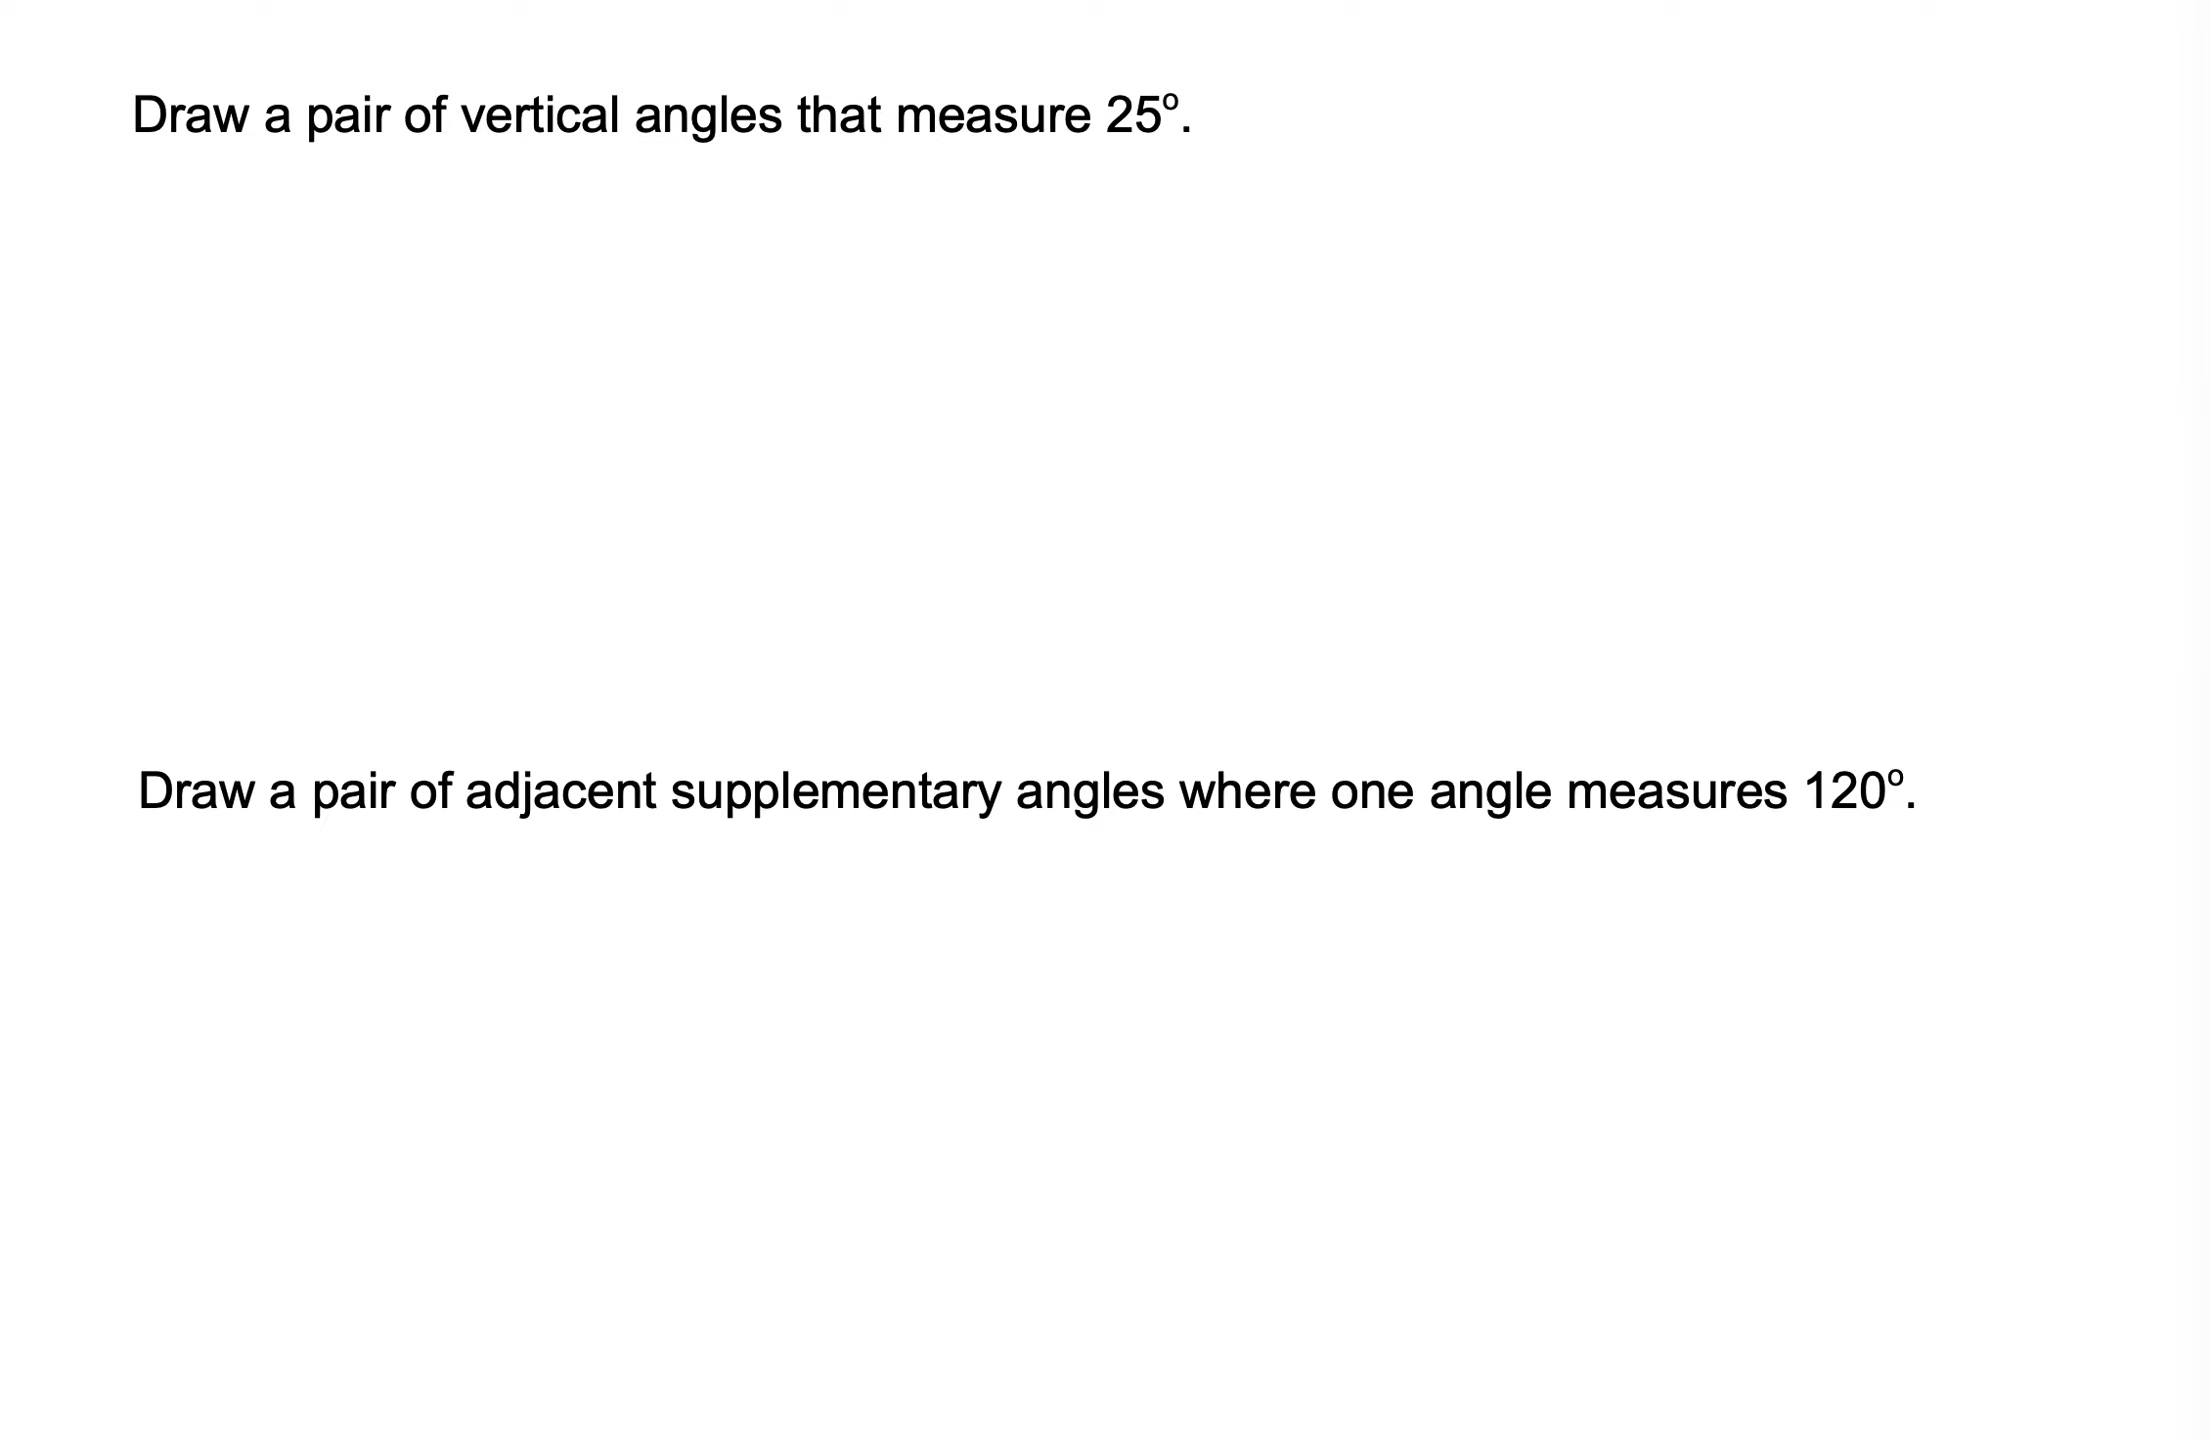 Draw a pair of vertical angles that measure 25º.
Draw a pair of adjacent supplementary angles where one angle measures 120º.